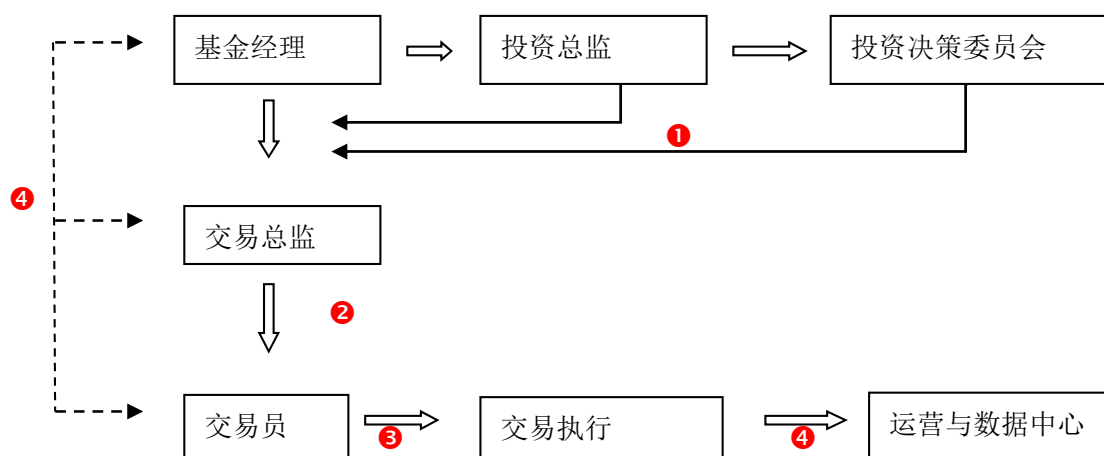 基金经理
投资总监
投资决策委员会
❶
❹
交易总监
❷
交易员
❸
交易执行
❹
运营与数据中心